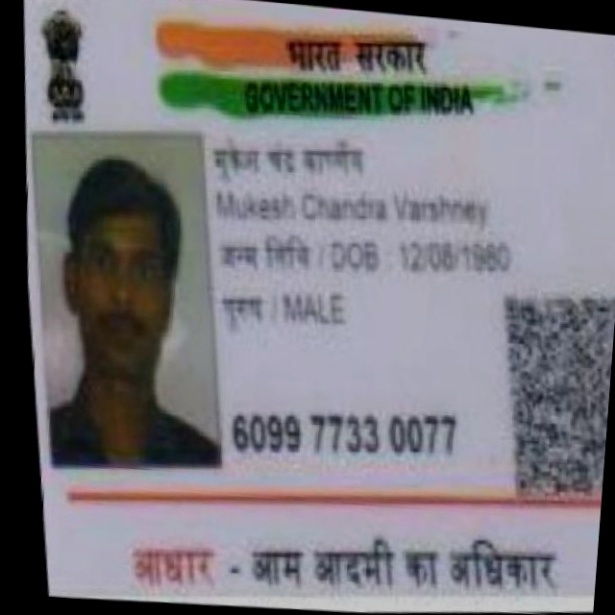 भारत सरकार
GOVERNMENT OF INDIA
मुकेश चंद्र
Mukesh Chandra Varshney
जन्म तिथि / DOB : 12/08/1980
पुरुष / MALE
6099 7733 0077
आधार - आम आदमी का अधिकार